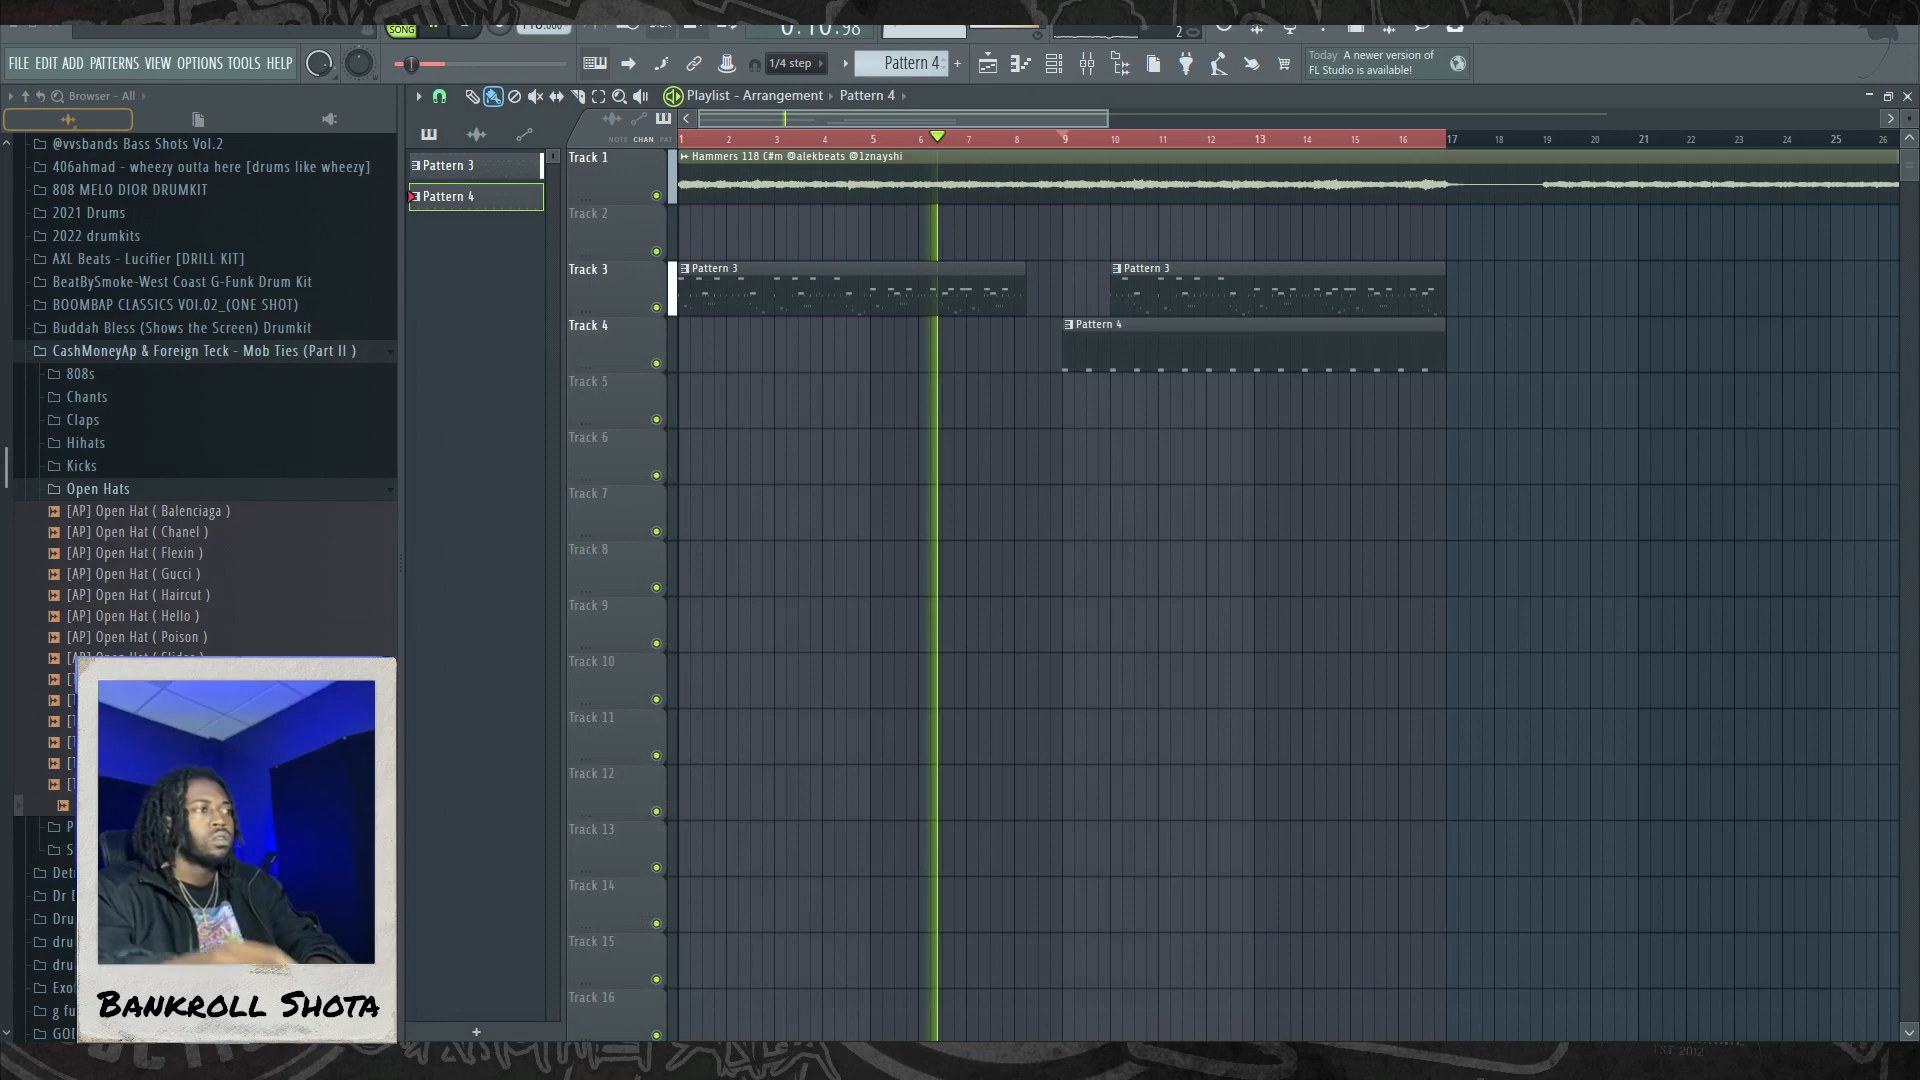 SONG
0:10:98
2
FILE EDIT ADD PATTERNS VIEW OPTIONS TOOLS HELP
1/4 step
Pattern 4
Today A newer version of
FL Studio is available!
Browser - All
Playlist - Arrangement
Pattern 4
NOTE CHAN PAT
1 2 3 4 5 6 7 8 9 10 11 12 13 14 15 16 17 18 19 20 21 22 23 24 25 26
@vvsbands Bass Shots Vol.2
406ahmad - wheezy outta here [drums like wheezy]
808 MELO DIOR DRUMKIT
2021 Drums
2022 drumkits
AXL Beats - Lucifier [DRILL KIT]
BeatBySmoke-West Coast G-Funk Drum Kit
BOOMBAP CLASSICS VOl.02_(ONE SHOT)
Buddah Bless (Shows the Screen) Drumkit
CashMoneyAp & Foreign Teck - Mob Ties (Part II )
808s
Chants
Claps
Hihats
Kicks
Open Hats
[AP] Open Hat ( Balenciaga )
[AP] Open Hat ( Chanel )
[AP] Open Hat ( Flexin )
[AP] Open Hat ( Gucci )
[AP] Open Hat ( Haircut )
[AP] Open Hat ( Hello )
[AP] Open Hat ( Poison )
Pattern 3
Pattern 4
Track 1
Hammers 118 C#m @alekbeats @1znayshi
Track 2
Track 3
Pattern 3
Pattern 3
Track 4
Pattern 4
Track 5
Track 6
Track 7
Track 8
Track 9
Track 10
Track 11
Track 12
Track 13
Track 14
Track 15
Track 16
Bankroll Shota
EST. 2012